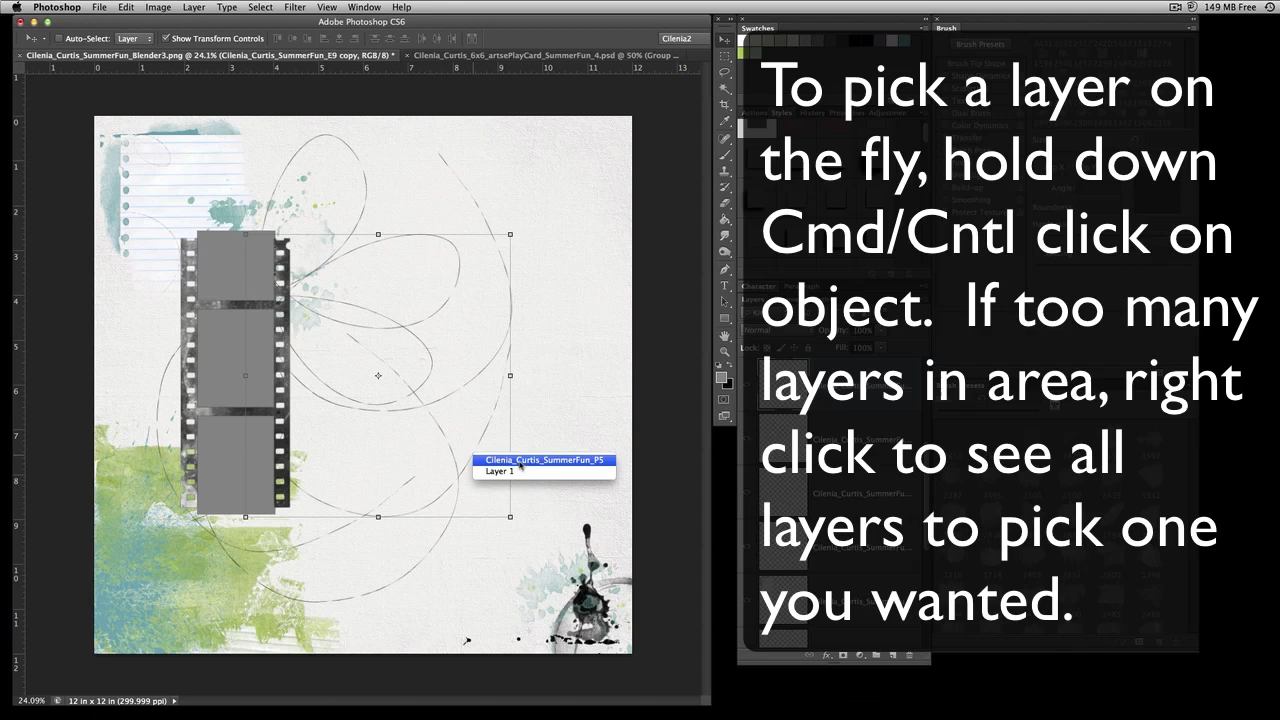 Photoshop File Edit Image Layer Type Select Filter View Window Help 149 MB Free
Adobe Photoshop CS6
Auto-Select: Layer Show Transform Controls Cilenia2
Cilenia_Curtis_SummerFun_Blender3.png @ 24.1% (Cilenia_Curtis_SummerFun_E9 copy, RGB/8) * Cilenia_Curtis_6x6_artsePlayCard_SummerFun_4.psd @ 50% (Group ...
Swatches
Brush
Brush Presets
To pick a layer on
the fly, hold down
Cmd/Cntl click on
object. If too many
layers in area, right
click to see all
layers to pick one
you wanted.
Cilenia_Curtis_SummerFun_PS
Layer 1
24.09% 12 in x 12 in (299.999 ppi)